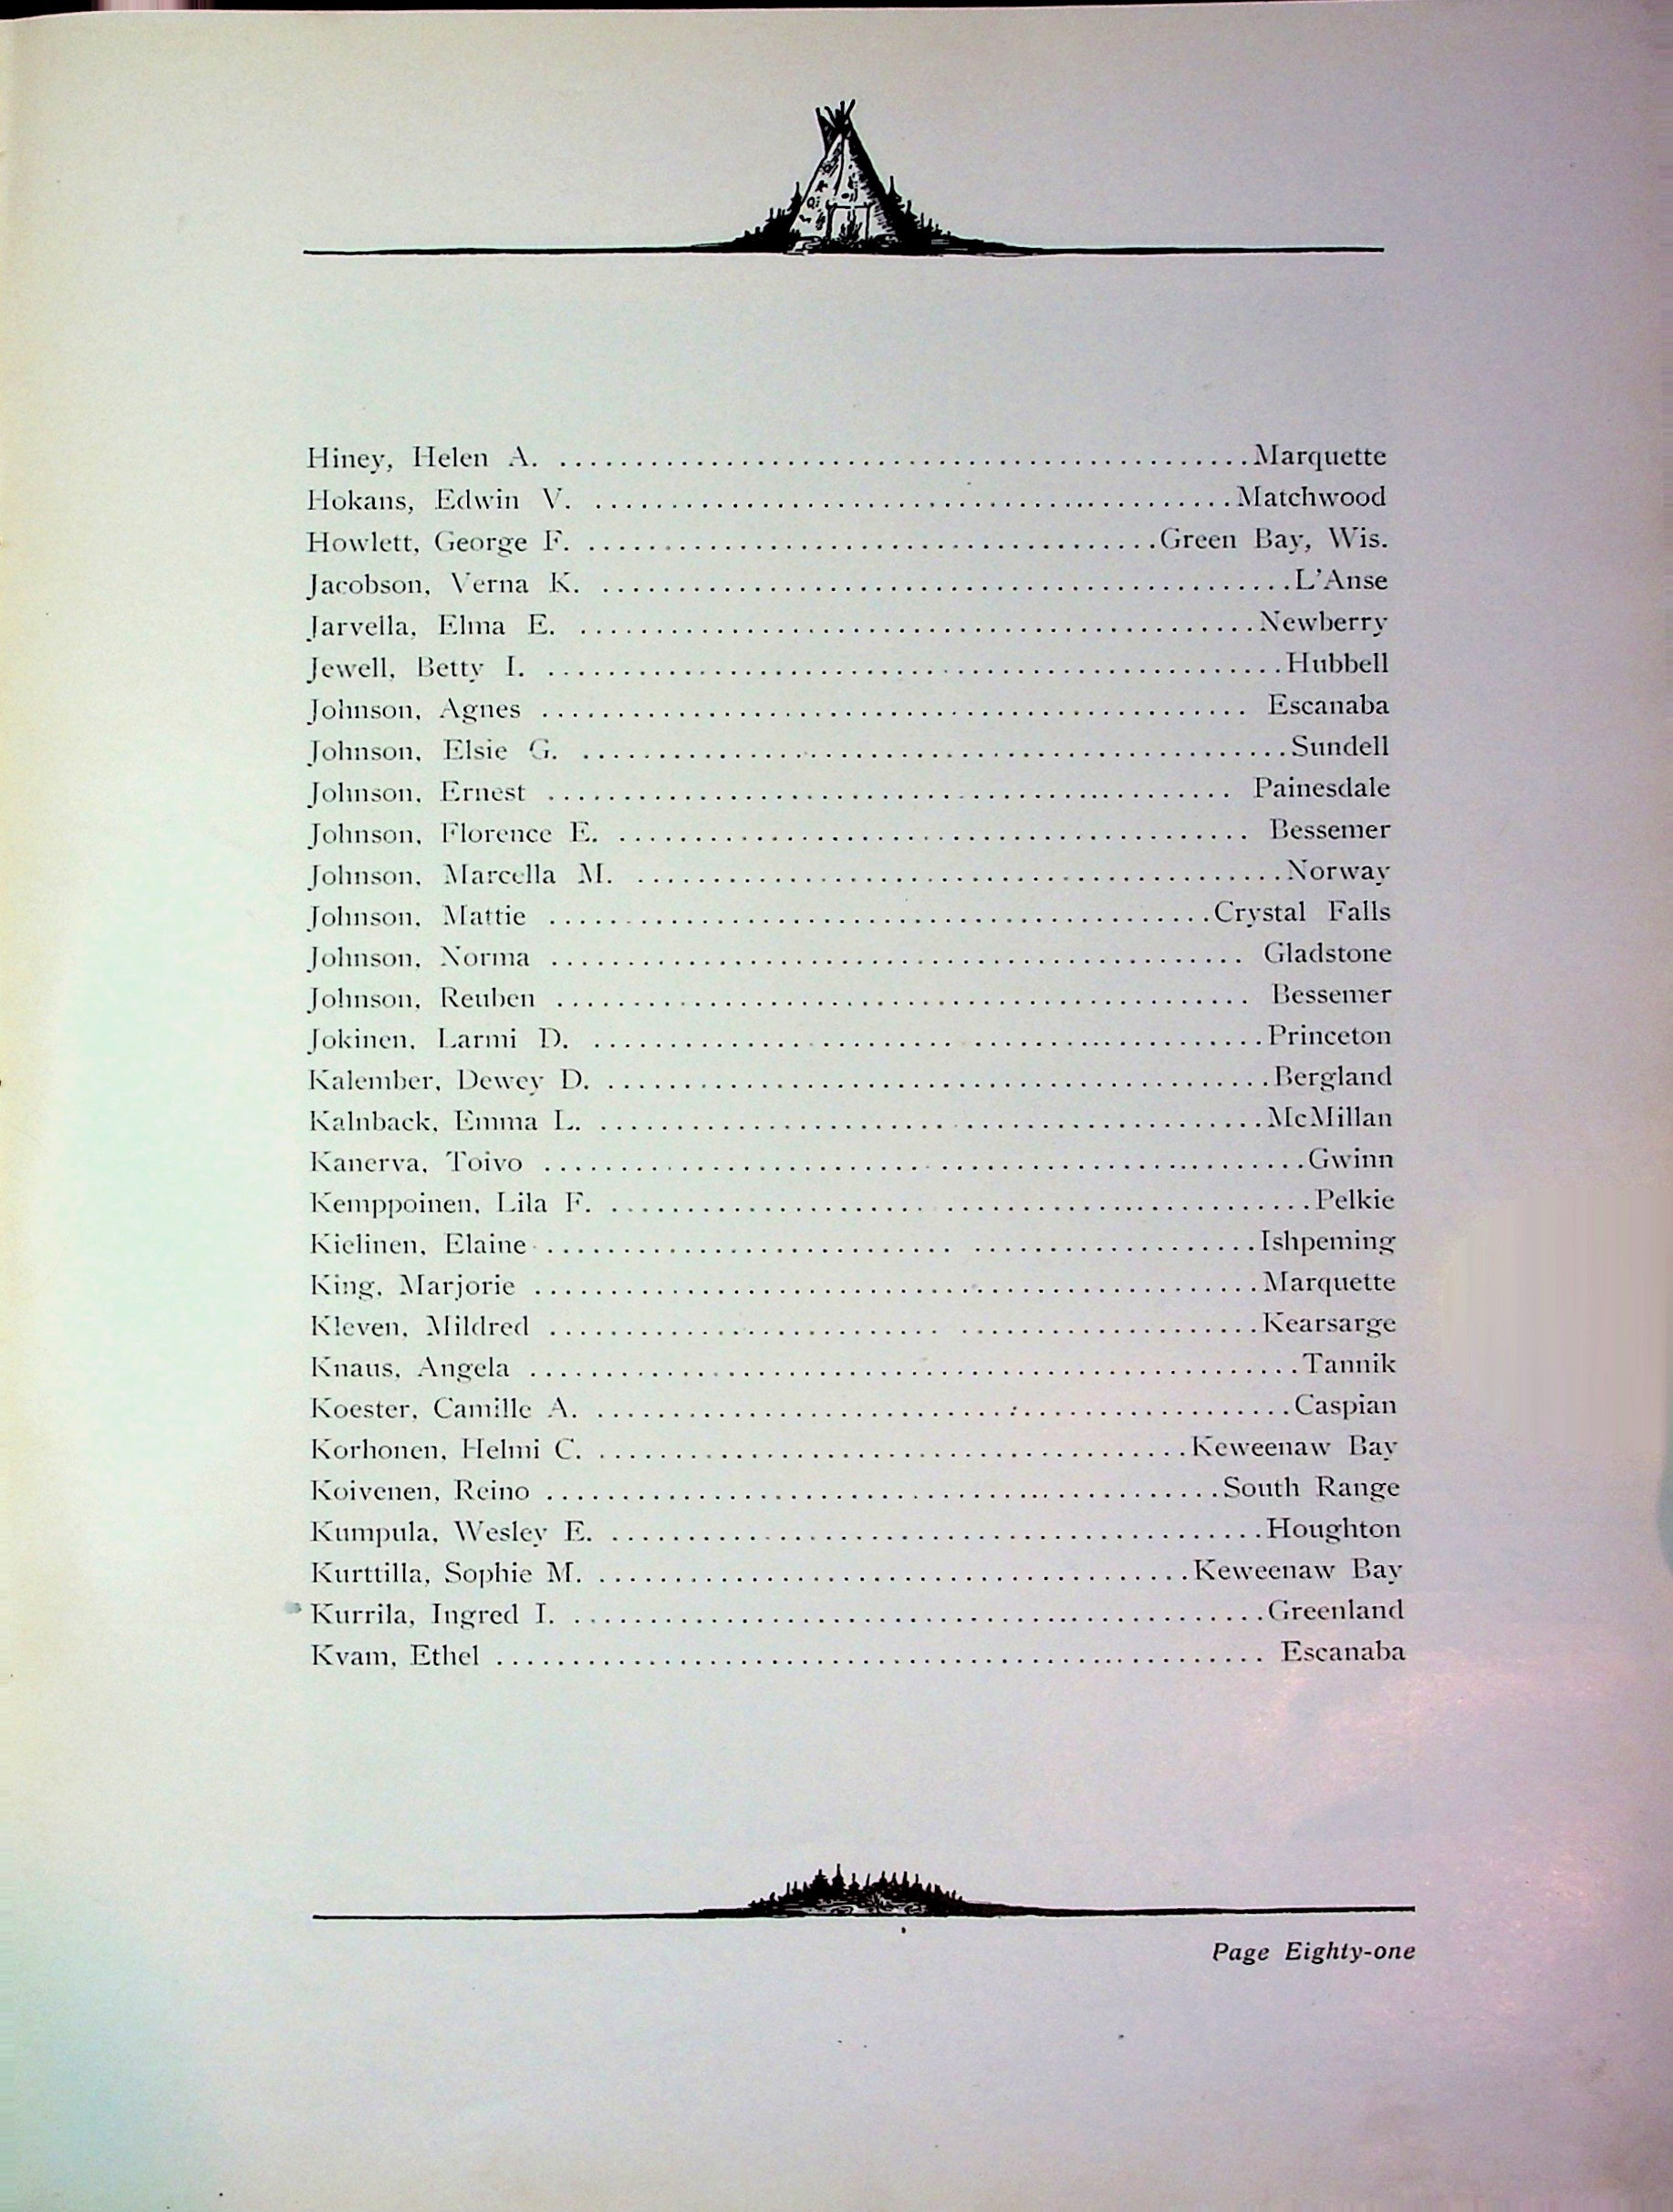 Hiney, Helen A. ..............................................Marquette
Hokans, Edwin V. ..........................................Matchwood
Howlett, George F. ......................................Green Bay, Wis.
Jacobson, Verna K. ..............................................L'Anse
Jarvella, Elma E. .............................................Newberry
Jewell, Betty I. .................................................Hubbell
Johnson, Agnes ............................................... Escanaba
Johnson, Elsie G. ...............................................Sundell
Johnson, Ernest .............................................. Painesdale
Johnson, Florence E. .......................................... Bessemer
Johnson, Marcella M. ...........................................Norway
Johnson, Mattie ............................................Crystal Falls
Johnson, Norma .............................................. Gladstone
Johnson, Reuben .............................................. Bessemer
Jokinen, Larmi D. .............................................Princeton
Kalember, Dewey D. ............................................Bergland
Kalnback, Emma L. ............................................McMillan
Kanerva, Toivo ...................................................Gwinn
Kemppoinen, Lila F. ...............................................Pelkie
Kielinen, Elaine ...............................................Ishpeming
King, Marjorie ................................................Marquette
Kleven, Mildred ...............................................Kearsarge
Knaus, Angela ...................................................Tannik
Koester, Camille A. ..............................................Caspian
Korhonen, Helmi C. .......................................Keweenaw Bay
Koivenen, Reino .............................................South Range
Kumpula, Wesley E. ............................................Houghton
Kurttilla, Sophie M. .......................................Keweenaw Bay
Kurrila, Ingred I. ..............................................Greenland
Kvam, Ethel ................................................... Escanaba
Page Eighty-one